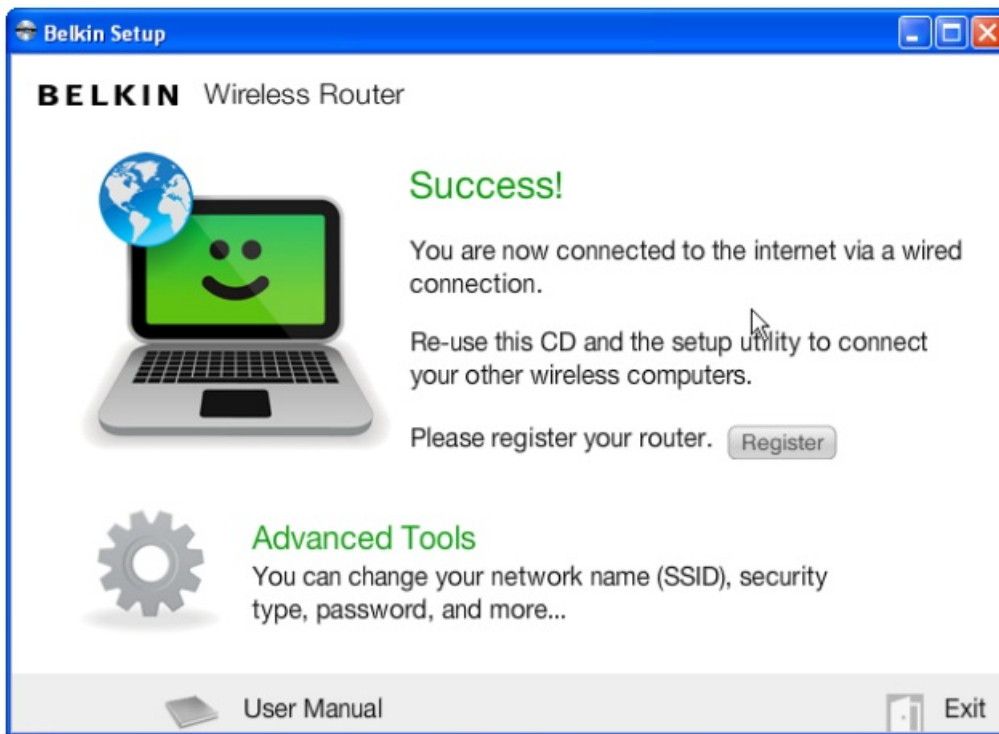 Belkin Setup
BELKIN Wireless Router
Success!
You are now connected to the internet via a wired
connection.
Re-use this CD and the setup utility to connect
your other wireless computers.
Please register your router. Register
Advanced Tools
You can change your network name (SSID), security
type, password, and more...
User Manual Exit